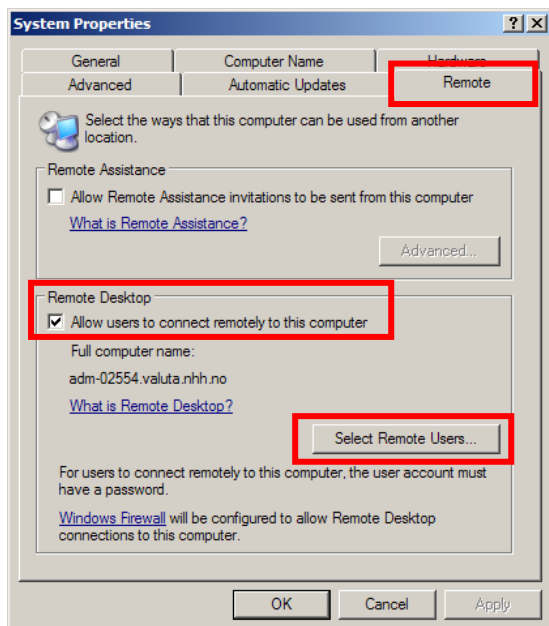 System Properties
General
Computer Name
Hardware
Advanced
Automatic Updates
Remote
Select the ways that this computer can be used from another
location.
Remote Assistance
Allow Remote Assistance invitations to be sent from this computer
What is Remote Assistance?
Advanced...
Remote Desktop
Allow users to connect remotely to this computer
Full computer name:
adm-02554.valuta.nhh.no
What is Remote Desktop?
Select Remote Users...
For users to connect remotely to this computer, the user account must
have a password.
Windows Firewall will be configured to allow Remote Desktop
connections to this computer.
OK
Cancel
Apply